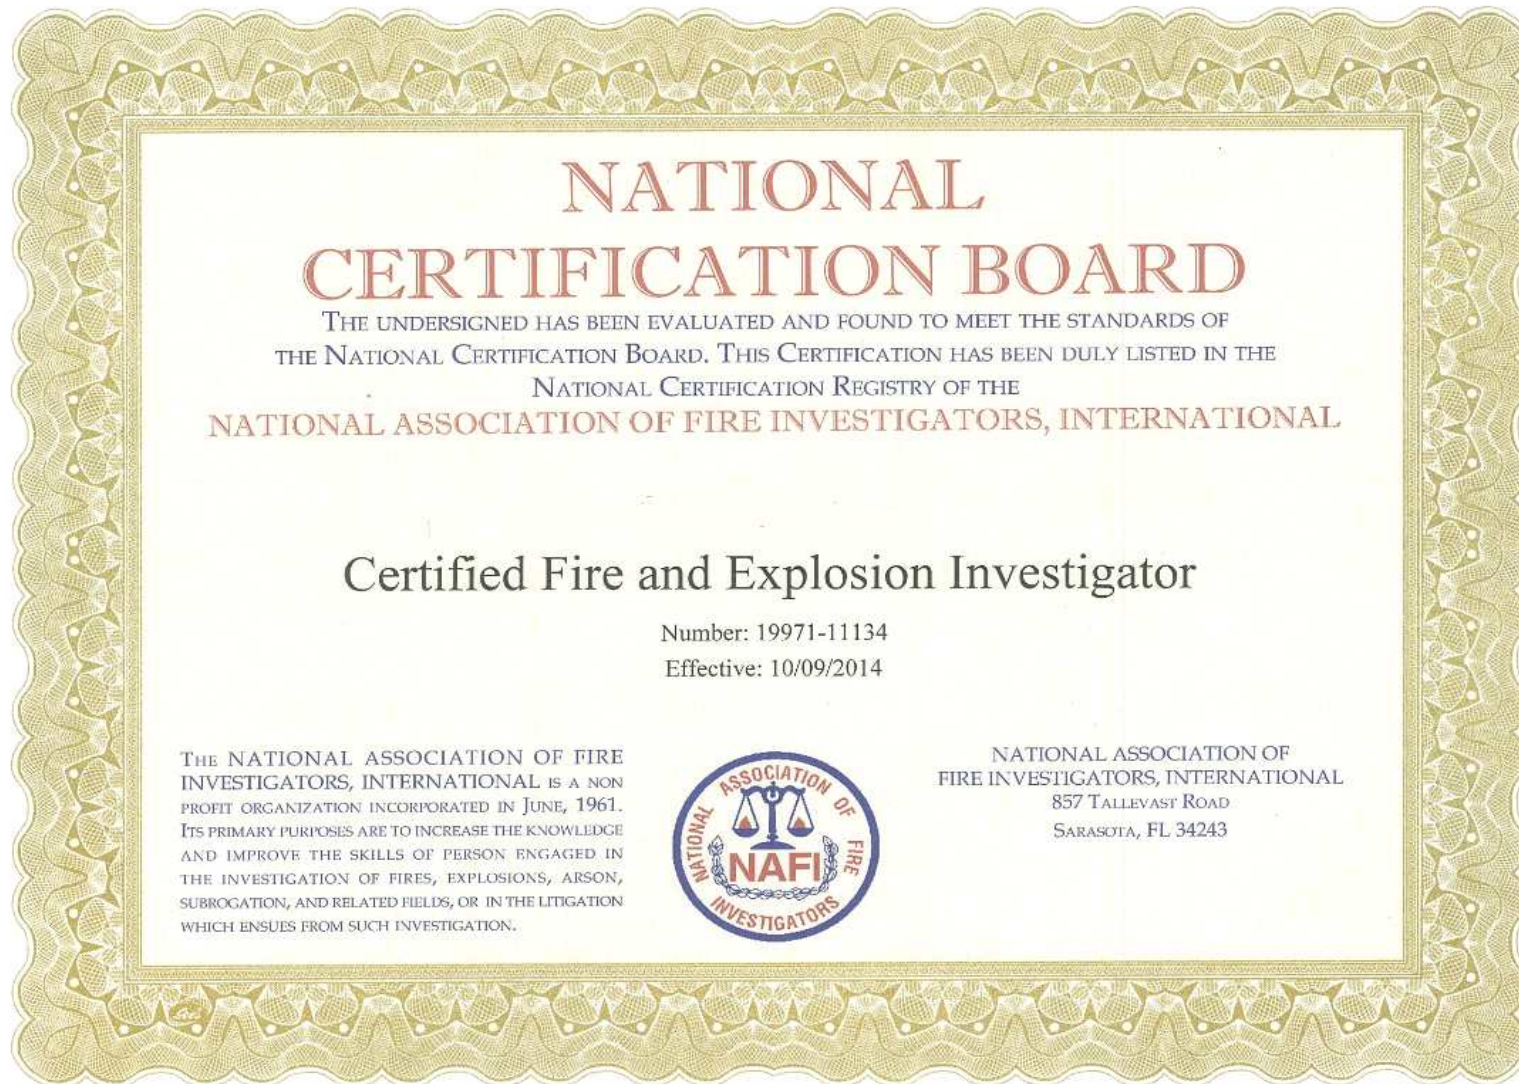 NATIONAL
CERTIFICATION BOARD
THE UNDERSIGNED HAS BEEN EVALUATED AND FOUND TO MEET THE STANDARDS OF
THE NATIONAL CERTIFICATION BOARD. THIS CERTIFICATION HAS BEEN DULY LISTED IN THE
NATIONAL CERTIFICATION REGISTRY OF THE
NATIONAL ASSOCIATION OF FIRE INVESTIGATORS, INTERNATIONAL
Certified Fire and Explosion Investigator
Number: 19971-11134
Effective: 10/09/2014
THE NATIONAL ASSOCIATION OF FIRE
INVESTIGATORS, INTERNATIONAL IS A NON
PROFIT ORGANIZATION INCORPORATED IN JUNE, 1961.
ITS PRIMARY PURPOSES ARE TO INCREASE THE KNOWLEDGE
AND IMPROVE THE SKILLS OF PERSON ENGAGED IN
THE INVESTIGATION OF FIRES, EXPLOSIONS, ARSON,
SUBROGATION, AND RELATED FIELDS, OR IN THE LITIGATION
WHICH ENSUES FROM SUCH INVESTIGATION.
NATIONAL ASSOCIATION OF FIRE
NAFI
INVESTIGATORS
NATIONAL ASSOCIATION OF
FIRE INVESTIGATORS, INTERNATIONAL
857 TALLEVAST ROAD
SARASOTA, FL 34243